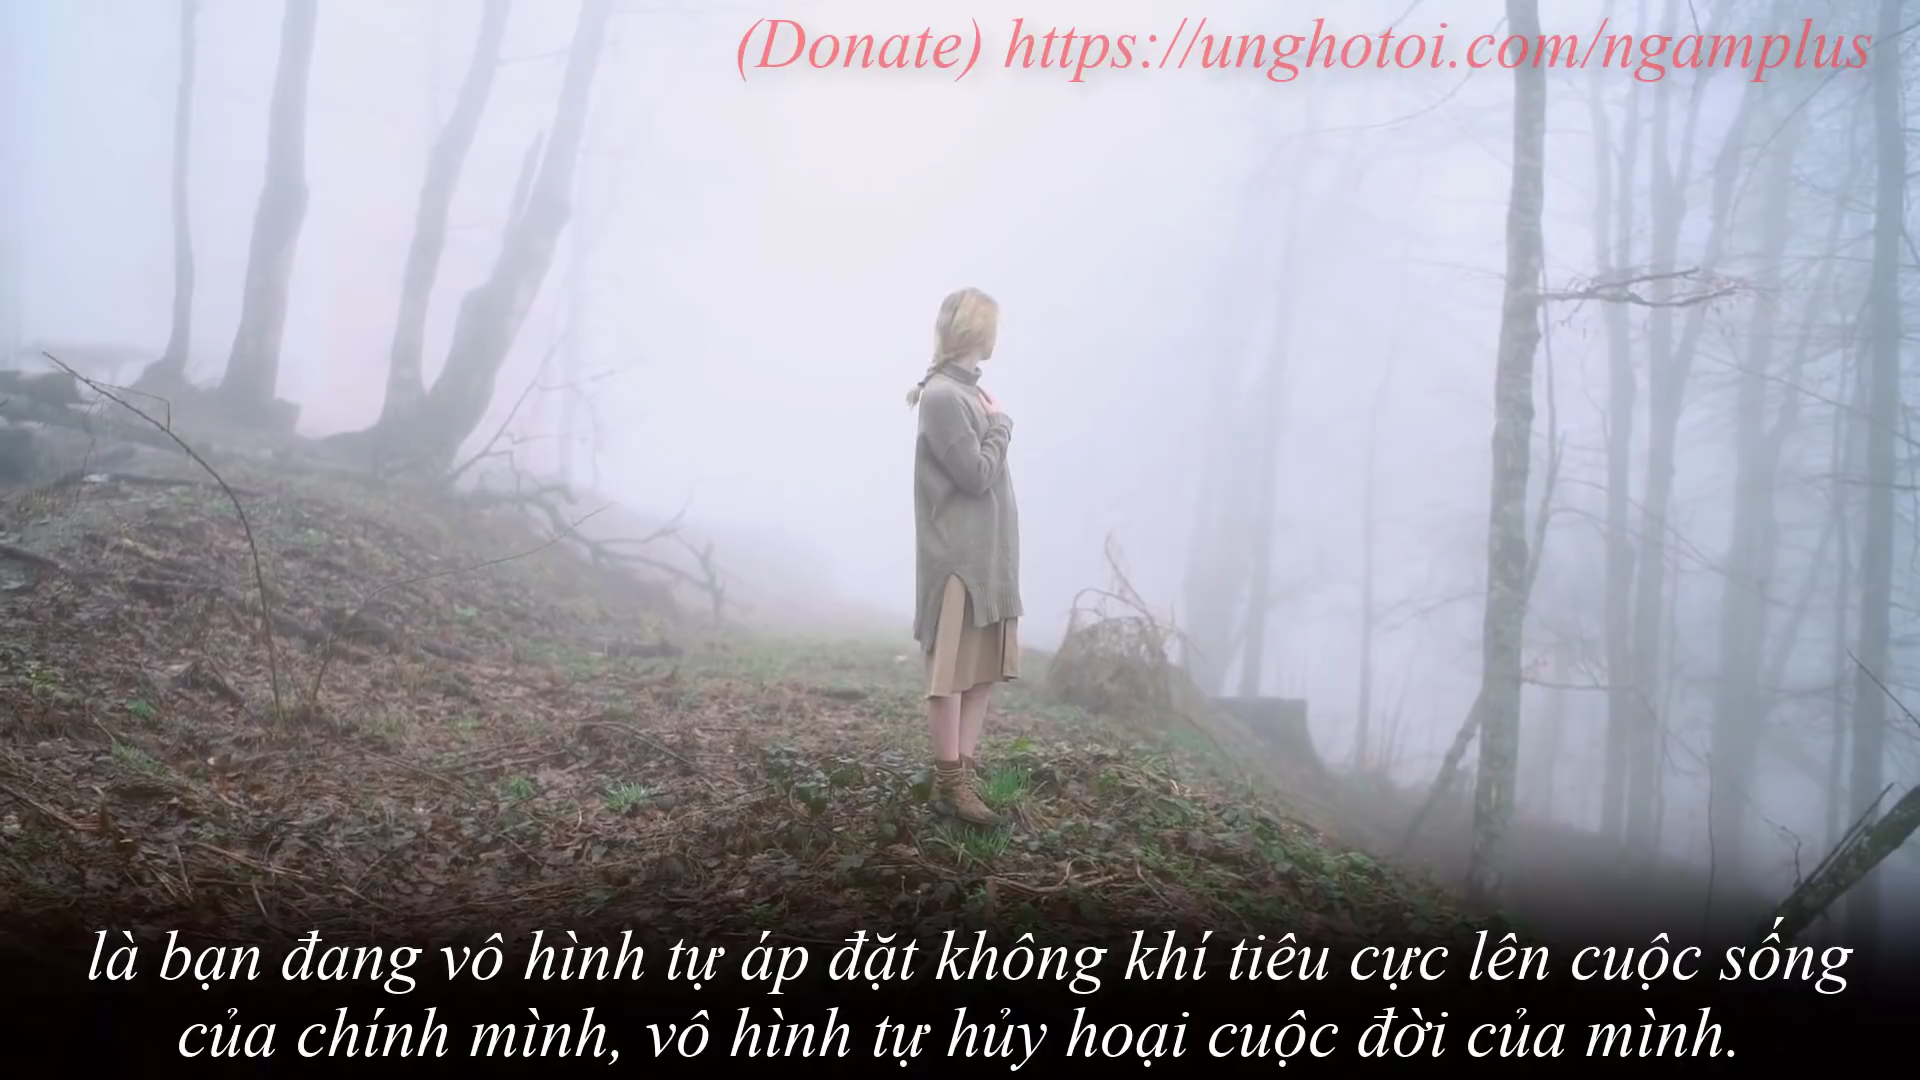 (Donate) https://unghotoi.com/ngamplus
là bạn đang vô hình tự áp đặt không khí tiêu cực lên cuộc sống
của chính mình, vô hình tự hủy hoại cuộc đời của mình.